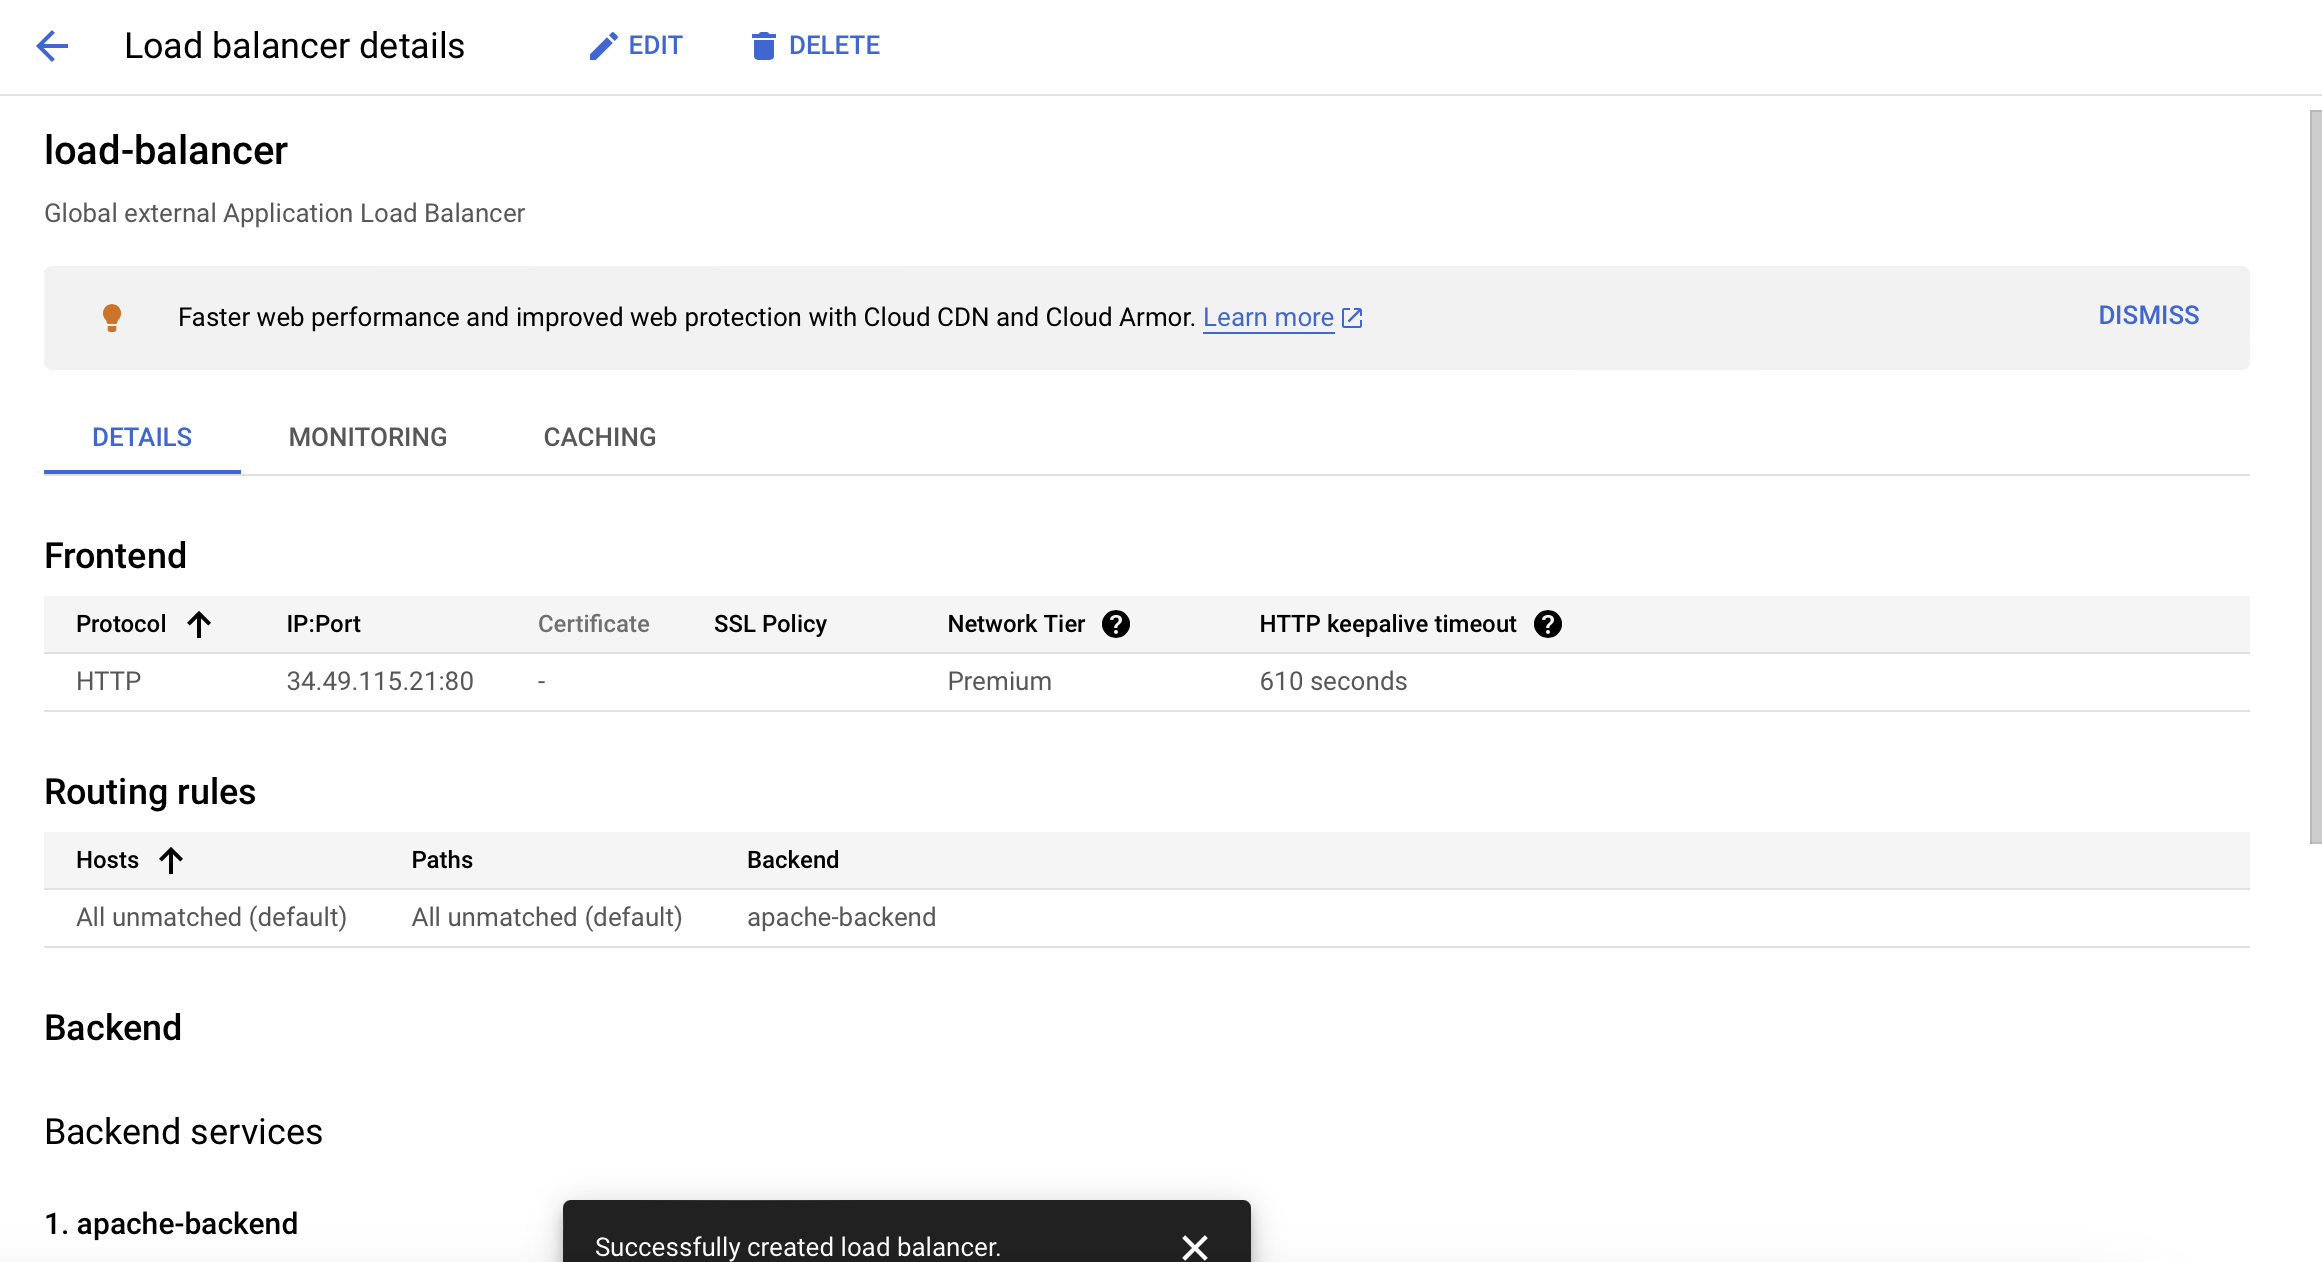 Load balancer details EDIT DELETE
load-balancer
Global external Application Load Balancer
Faster web performance and improved web protection with Cloud CDN and Cloud Armor. Learn more DISMISS
DETAILS MONITORING CACHING
Frontend
Protocol IP:Port Certificate SSL Policy Network Tier ? HTTP keepalive timeout ?
HTTP 34.49.115.21:80 - Premium 610 seconds
Routing rules
Hosts Paths Backend
All unmatched (default) All unmatched (default) apache-backend
Backend
Backend services
1. apache-backend
Successfully created load balancer.